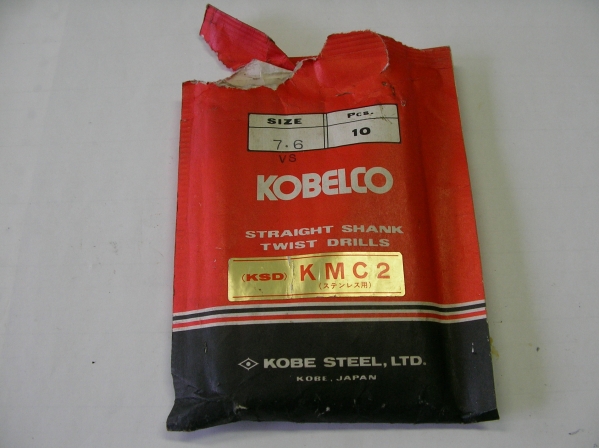 SIZE
Pcs.
7.6
10
VS
KOBELCO
STRAIGHT SHANK
TWIST DRILLS
(KSD) KMC2
(ステンレス用)
KOBE STEEL, LTD.
KOBE, JAPAN